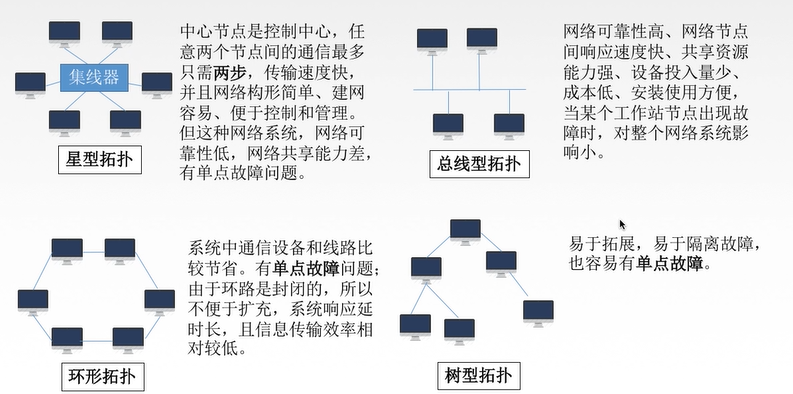 集线器
星型拓扑
中心节点是控制中心，任
意两个节点间的通信最多
只需两步，传输速度快，
并且网络构形简单、建网
容易、便于控制和管理。
但这种网络系统，网络可
靠性低，网络共享能力差，
有单点故障问题。
总线型拓扑
网络可靠性高、网络节点
间响应速度快、共享资源
能力强、设备投入量少、
成本低、安装使用方便，
当某个工作站节点出现故
障时，对整个网络系统影
响小。
环形拓扑
系统中通信设备和线路比
较节省。有单点故障问题；
由于环路是封闭的，所以
不便于扩充，系统响应延
时长，且信息传输效率相
对较低。
树型拓扑
易于拓展，易于隔离故障，
也容易有单点故障。